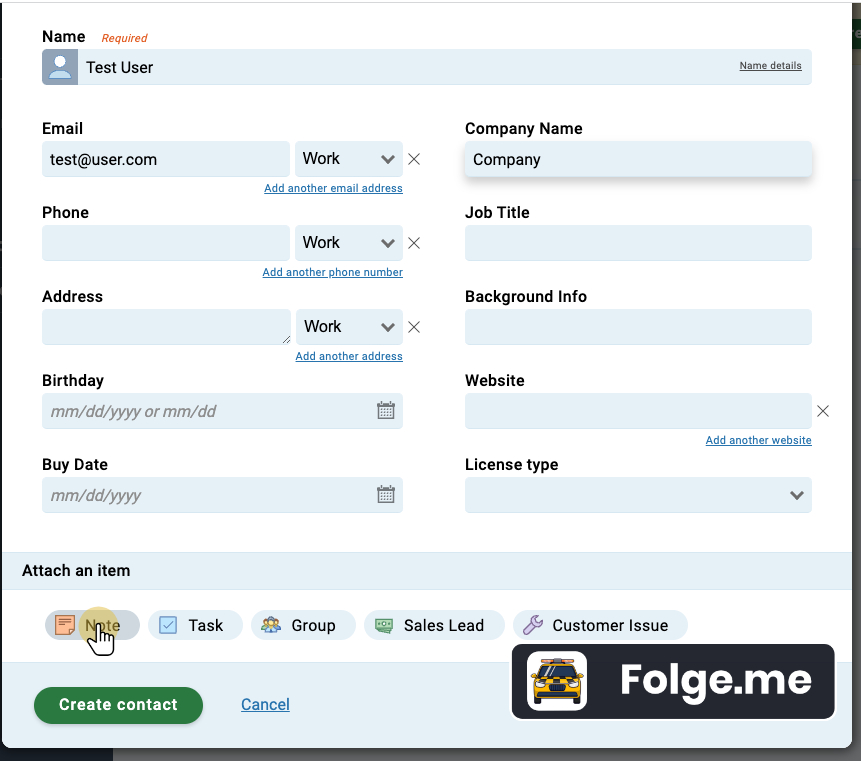 Name Required
Test User Name details
Email
test@user.com Work
Add another email address
Company Name
Company
Phone
Work
Add another phone number
Job Title
Address
Work
Add another address
Background Info
Birthday
mm/dd/yyyy or mm/dd
Website
Add another website
Buy Date
mm/dd/yyyy
License type
Attach an item
Note Task Group Sales Lead Customer Issue
Create contact Cancel
Folge.me